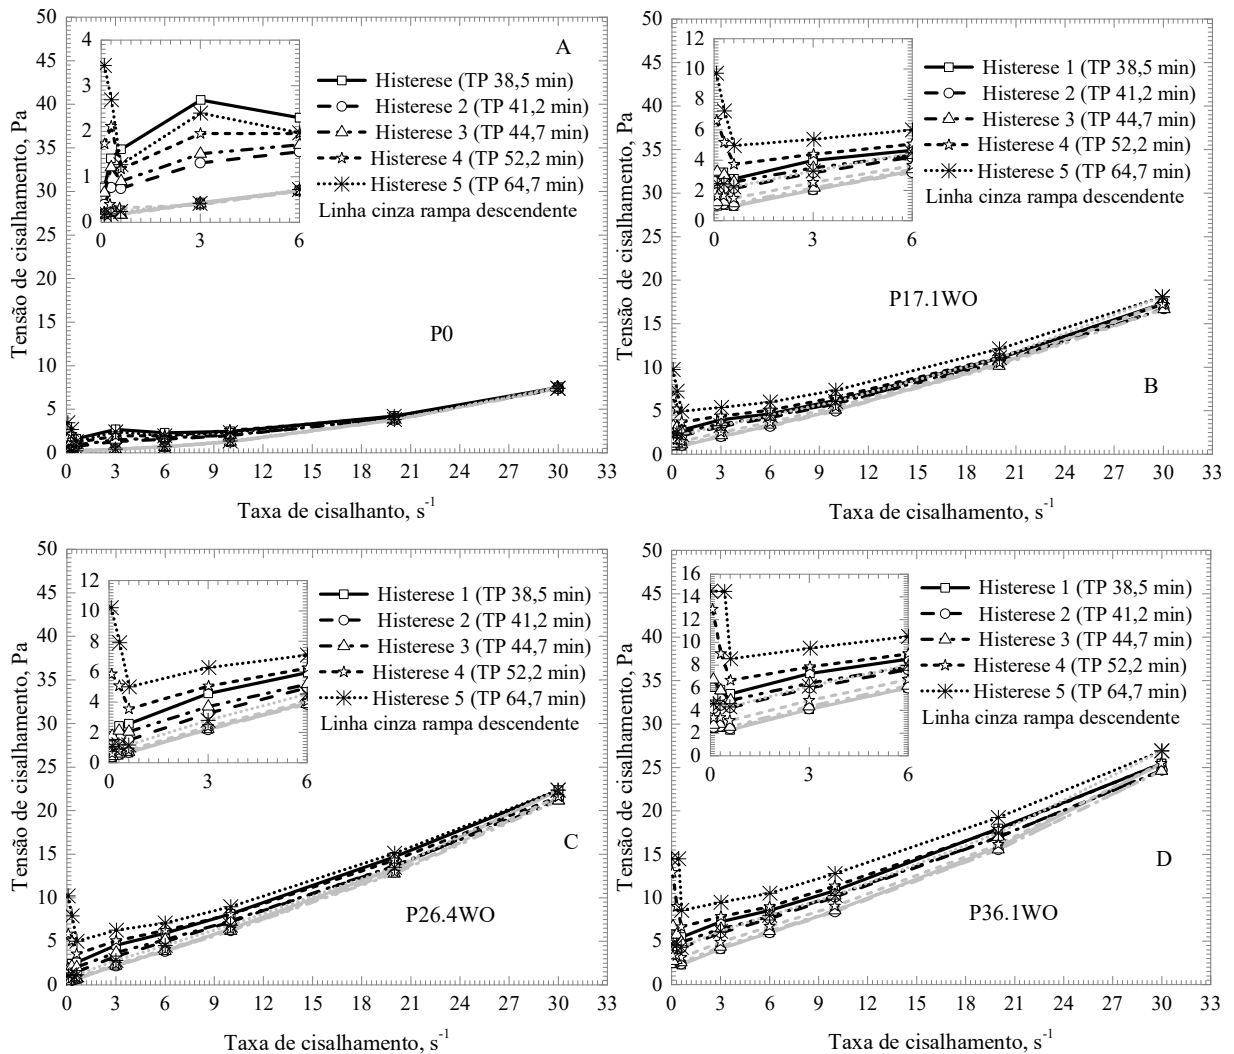 50
45
40
35
30
25
20
15
10
5
0
Tensão de cisalhamento, Pa
4
3
2
1
0
0 3 6
A
Histerese (TP 38,5 min)
Histerese 2 (TP 41,2 min)
Histerese 3 (TP 44,7 min)
Histerese 4 (TP 52,2 min)
Histerese 5 (TP 64,7 min)
Linha cinza rampa descendente
P0
0 3 6 9 12 15 18 21 24 27 30 33
Taxa de cisalhanto, s-1
50
45
40
35
30
25
20
15
10
5
0
Tensão de cisalhamento, Pa
12
10
8
6
4
2
0
0 3 6
Histerese 1 (TP 38,5 min)
Histerese 2 (TP 41,2 min)
Histerese 3 (TP 44,7 min)
Histerese 4 (TP 52,2 min)
Histerese 5 (TP 64,7 min)
Linha cinza rampa descendente
P17.1WO
B
0 3 6 9 12 15 18 21 24 27 30 33
Taxa de cisalhamento, s-1
50
45
40
35
30
25
20
15
10
5
0
Tensão de cisalhamento, Pa
12
10
8
6
4
2
0
0 3 6
Histerese 1 (TP 38,5 min)
Histerese 2 (TP 41,2 min)
Histerese 3 (TP 44,7 min)
Histerese 4 (TP 52,2 min)
Histerese 5 (TP 64,7 min)
Linha cinza rampa descendente
C
P26.4WO
0 3 6 9 12 15 18 21 24 27 30 33
Taxa de cisalhamento, s-1
50
45
40
35
30
25
20
15
10
5
0
Tensão de cisalhamento, Pa
16
14
12
10
8
6
4
2
0
0 3 6
Histerese 1 (TP 38,5 min)
Histerese 2 (TP 41,2 min)
Histerese 3 (TP 44,7 min)
Histerese 4 (TP 52,2 min)
Histerese 5 (TP 64,7 min)
Linha cinza rampa descendente
D
P36.1WO
0 3 6 9 12 15 18 21 24 27 30 33
Taxa de cisalhamento, s-1